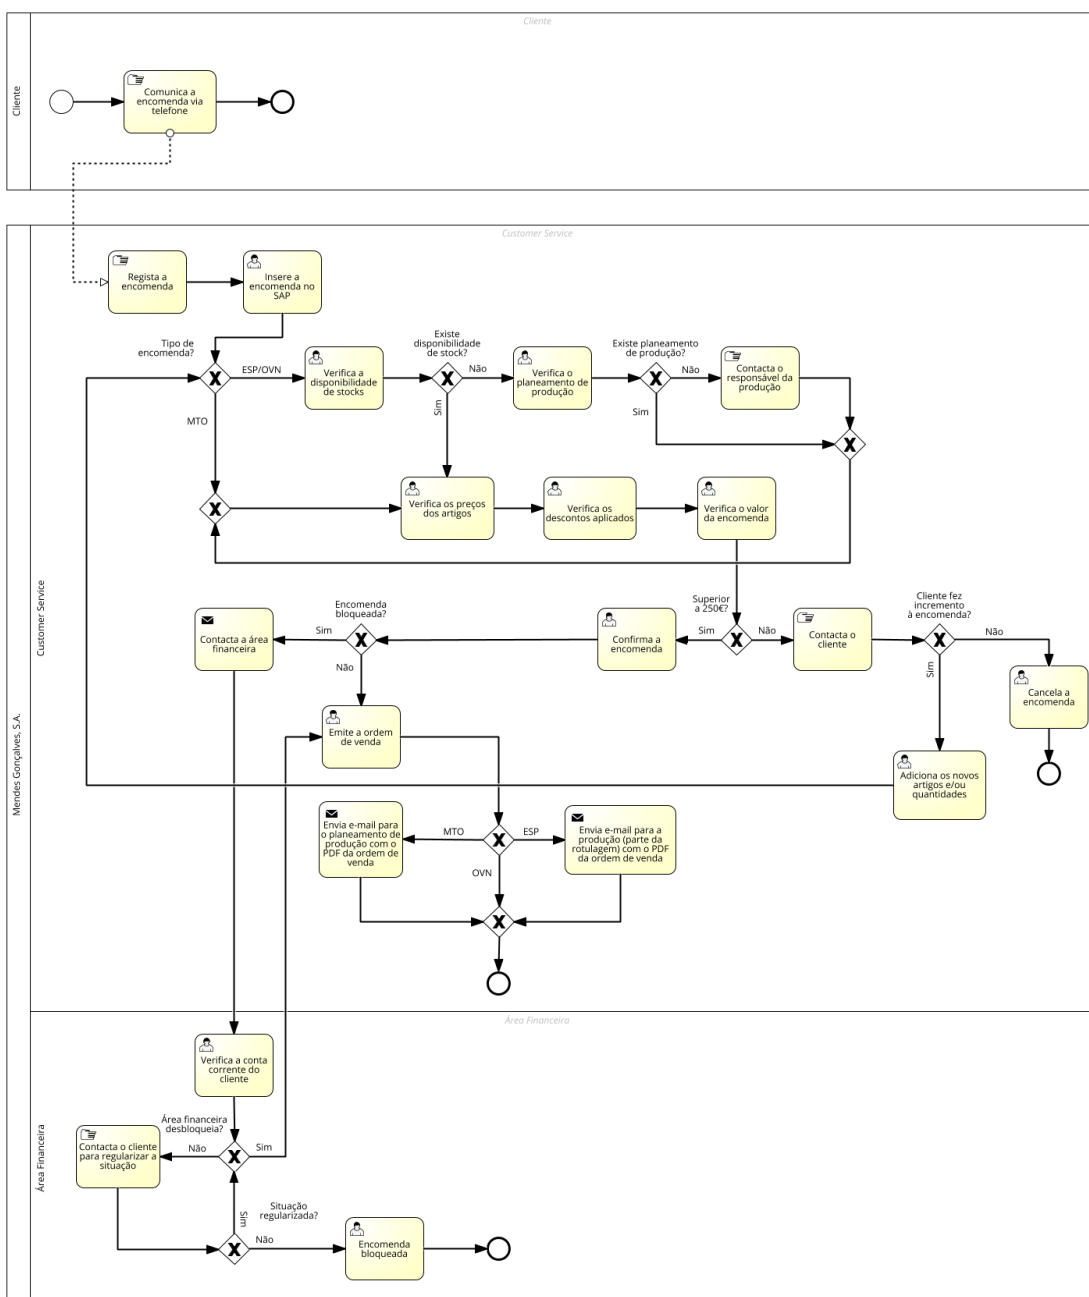 Cliente
Cliente
Comunica a
encomenda via
telefone
Mendes Gonçalves, S.A.
Customer Service
Customer Service
Regista a
encomenda
Insere a
encomenda no
SAP
Tipo de
encomenda?
ESP/OVN
MTO
Verifica a
disponibilidade
de stocks
Existe
disponibilidade
de stock?
Não
Sim
Verifica o
planeamento de
produção
Existe planeamento
de produção?
Não
Sim
Contacta o
responsável da
produção
Verifica os preços
dos artigos
Verifica os
descontos aplicados
Verifica o valor
da encomenda
Superior
a 250€?
Sim
Não
Confirma a
encomenda
Contacta o
cliente
Cliente fez
incremento
à encomenda?
Não
Sim
Cancela a
encomenda
Adiciona os novos
artigos e/ou
quantidades
Encomenda
bloqueada?
Sim
Não
Contacta a área
financeira
Emite a ordem
de venda
MTO
ESP
OVN
Envia e-mail para
o planeamento de
produção com o
PDF da ordem de
venda
Envia e-mail para a
produção (parte da
rotulagem) com o PDF
da ordem de venda
Área Financeira
Área Financeira
Verifica a conta
corrente do
cliente
Área financeira
desbloqueia?
Não
Sim
Contacta o cliente
para regularizar a
situação
Situação
regularizada?
Sim
Não
Encomenda
bloqueada